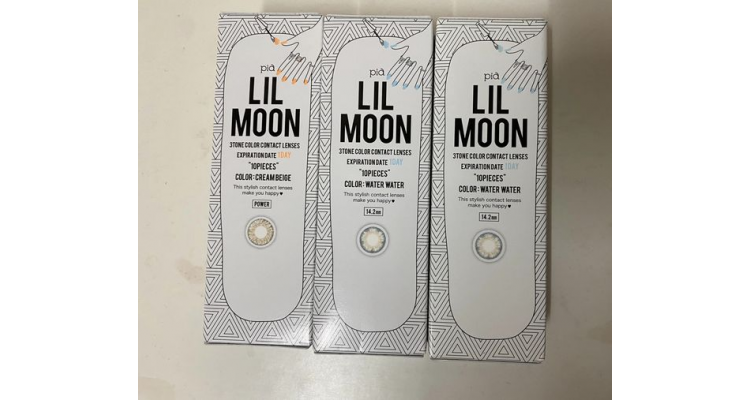 pia
LIL
MOON
3TONE COLOR CONTACT LENSES
EXPIRATION DATE 1DAY
"10PIECES"
COLOR:CREAM BEIGE
This stylish contact lenses
make you happy♥
POWER
pia
LIL
MOON
3TONE COLOR CONTACT LENSES
EXPIRATION DATE 1DAY
"10PIECES"
COLOR:WATER WATER
This stylish contact lenses
make you happy♥
14.2mm
pia
LIL
MOON
3TONE COLOR CONTACT LENSES
EXPIRATION DATE 1DAY
"10PIECES"
COLOR:WATER WATER
This stylish contact lenses
make you happy♥
14.2mm